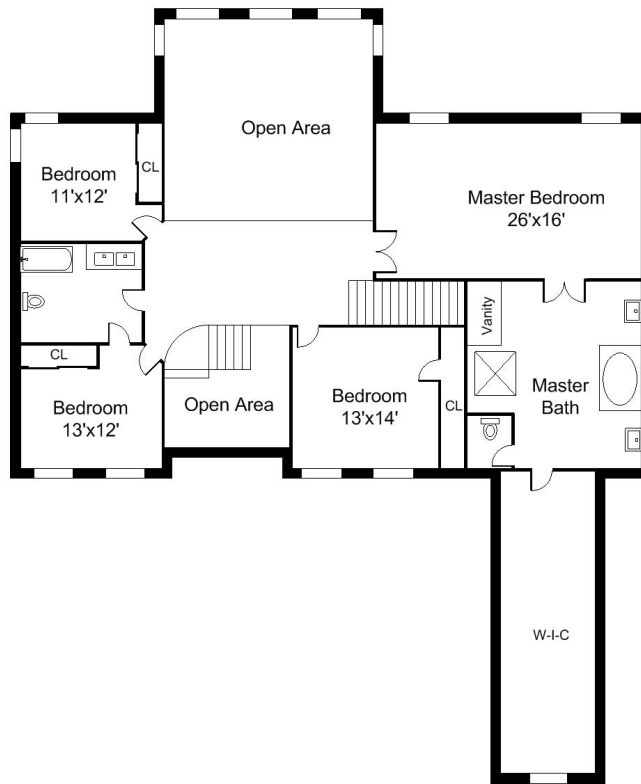 Open Area
CL
Bedroom
11'x12'
Master Bedroom
26'x16'
Vanity
CL
Bedroom
13'x12'
Open Area
Bedroom
13'x14'
CL
Master
Bath
W-I-C